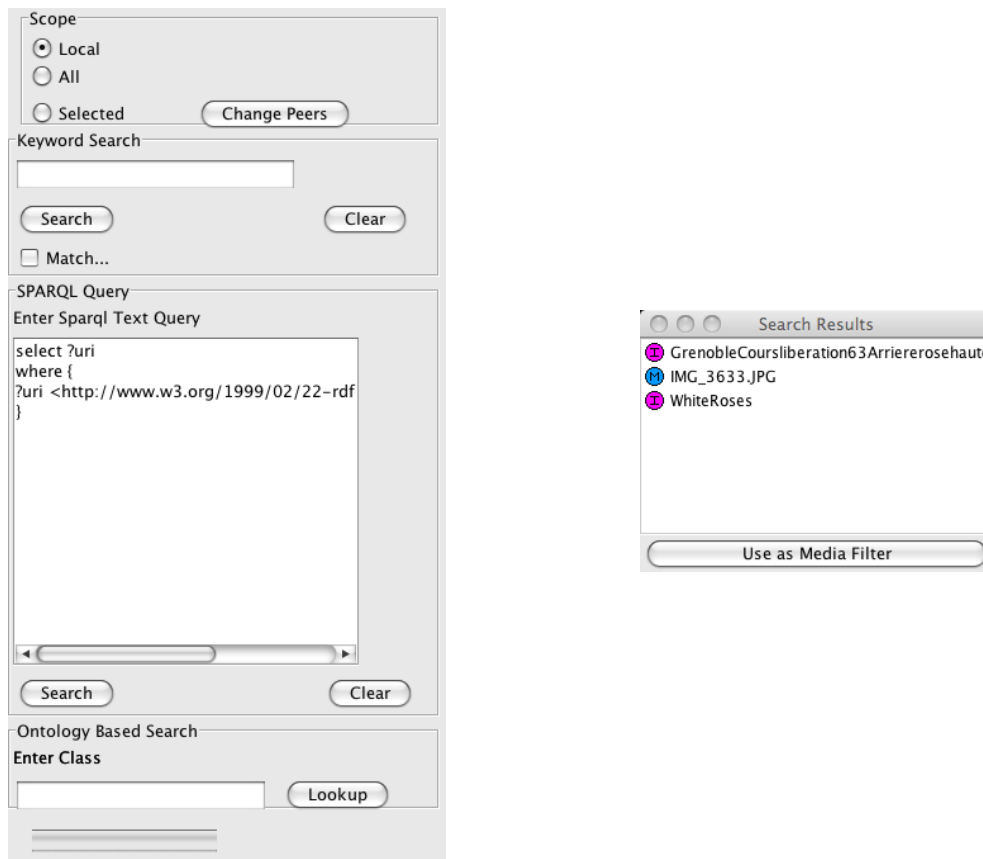 Scope
Local
All
Selected
Change Peers
Keyword Search
Search
Clear
Match...
SPARQL Query
Enter Sparql Text Query
select ?uri
where {
?uri <http://www.w3.org/1999/02/22-rdf
}
Search
Clear
Ontology Based Search
Enter Class
Lookup
Search Results
I GrenobleCoursliberation63Arriererosehaut
M IMG_3633.JPG
I WhiteRoses
Use as Media Filter